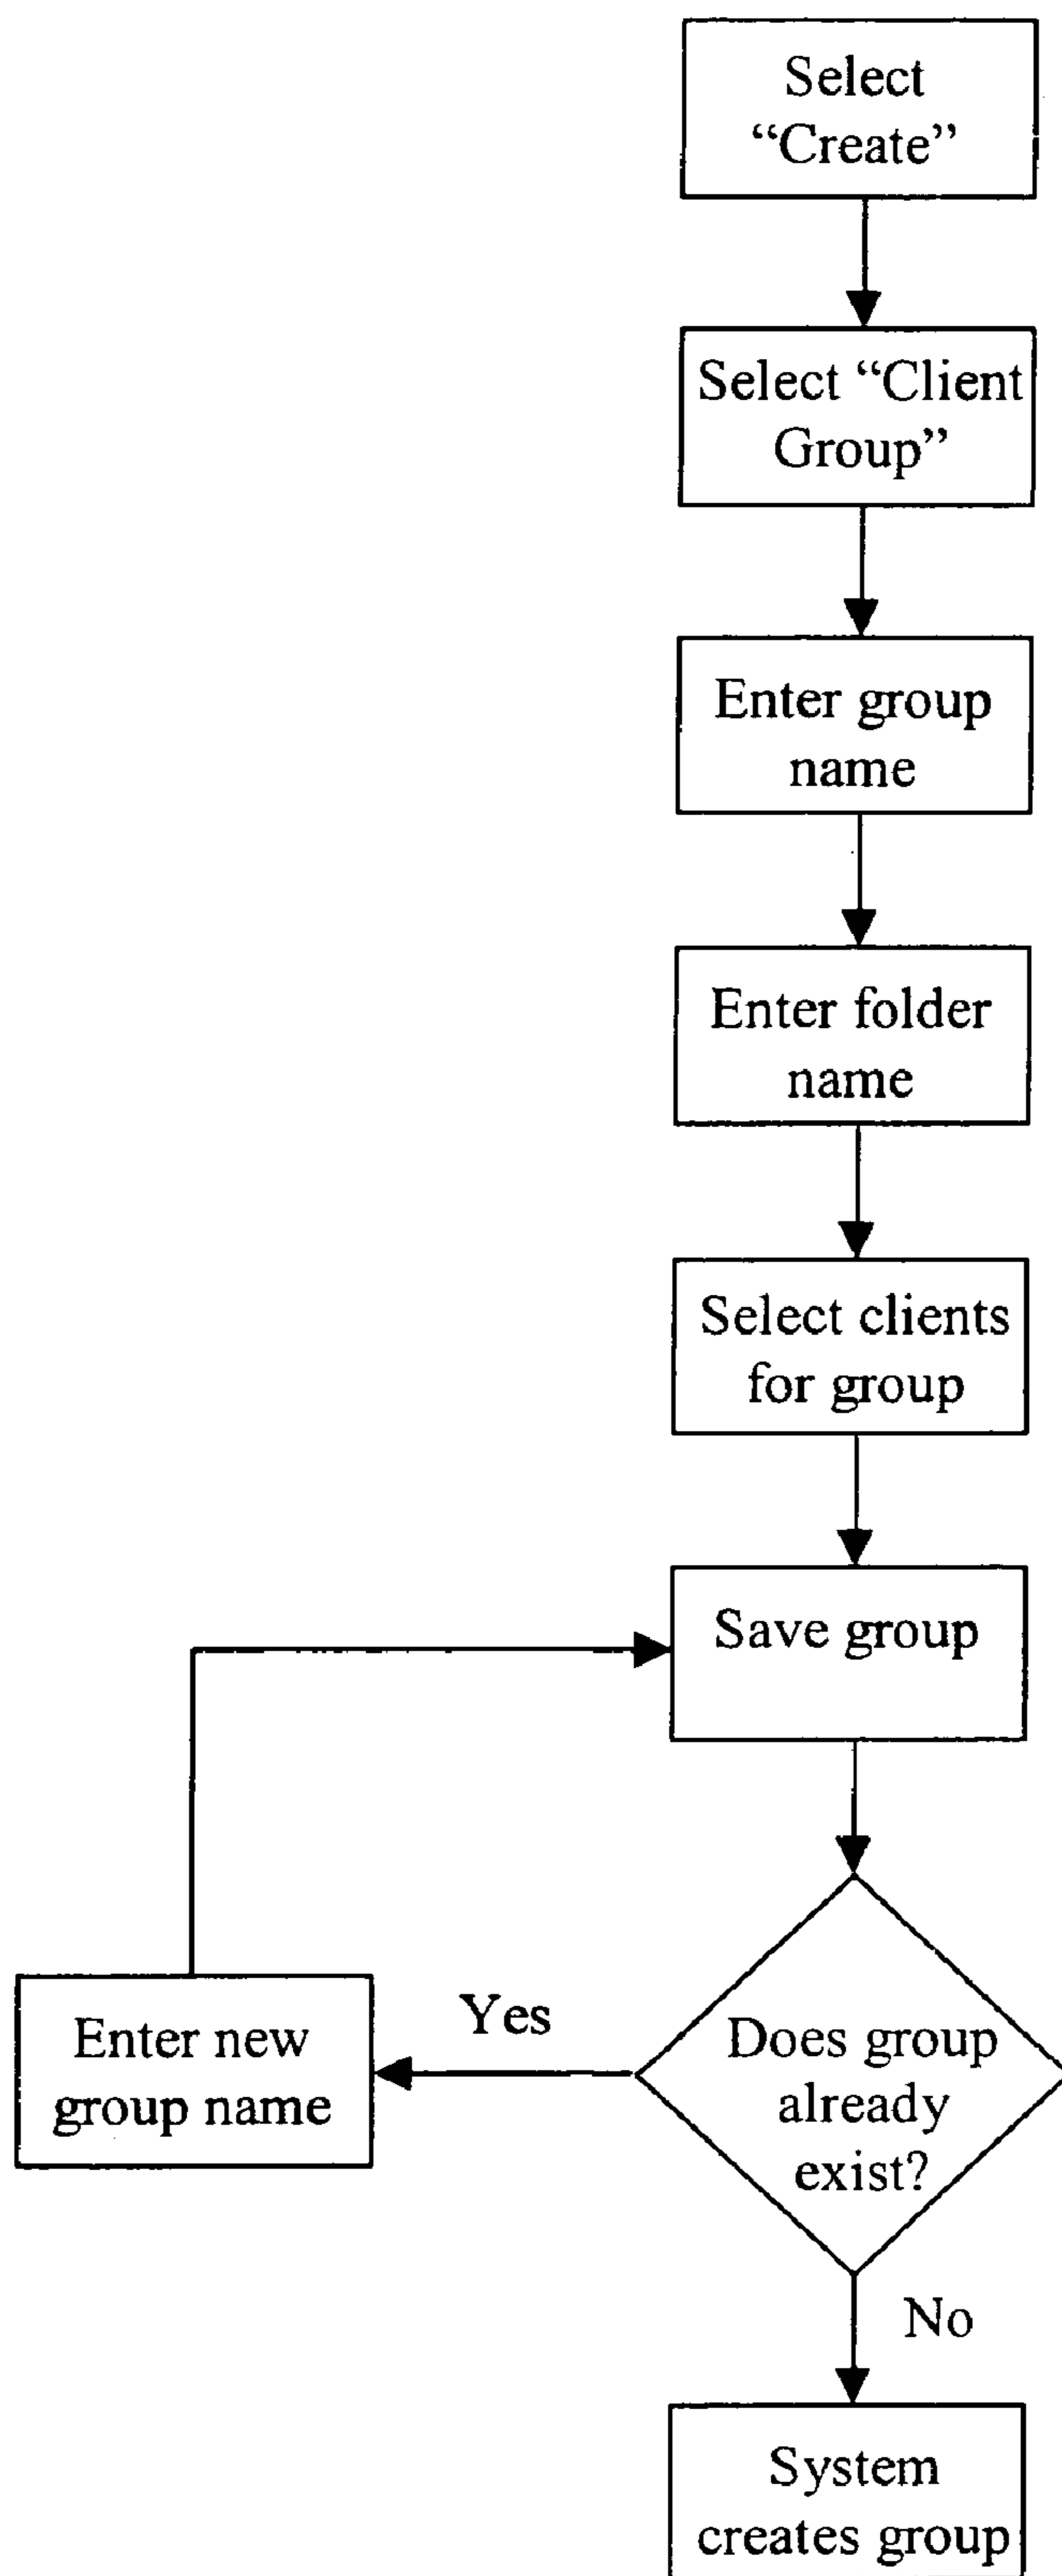 Select
“Create”
Select “Client
Group”
Enter group
name
Enter folder
name
Select clients
for group
Save group
Does group
already
exist?
Yes
Enter new
group name
No
System
creates group